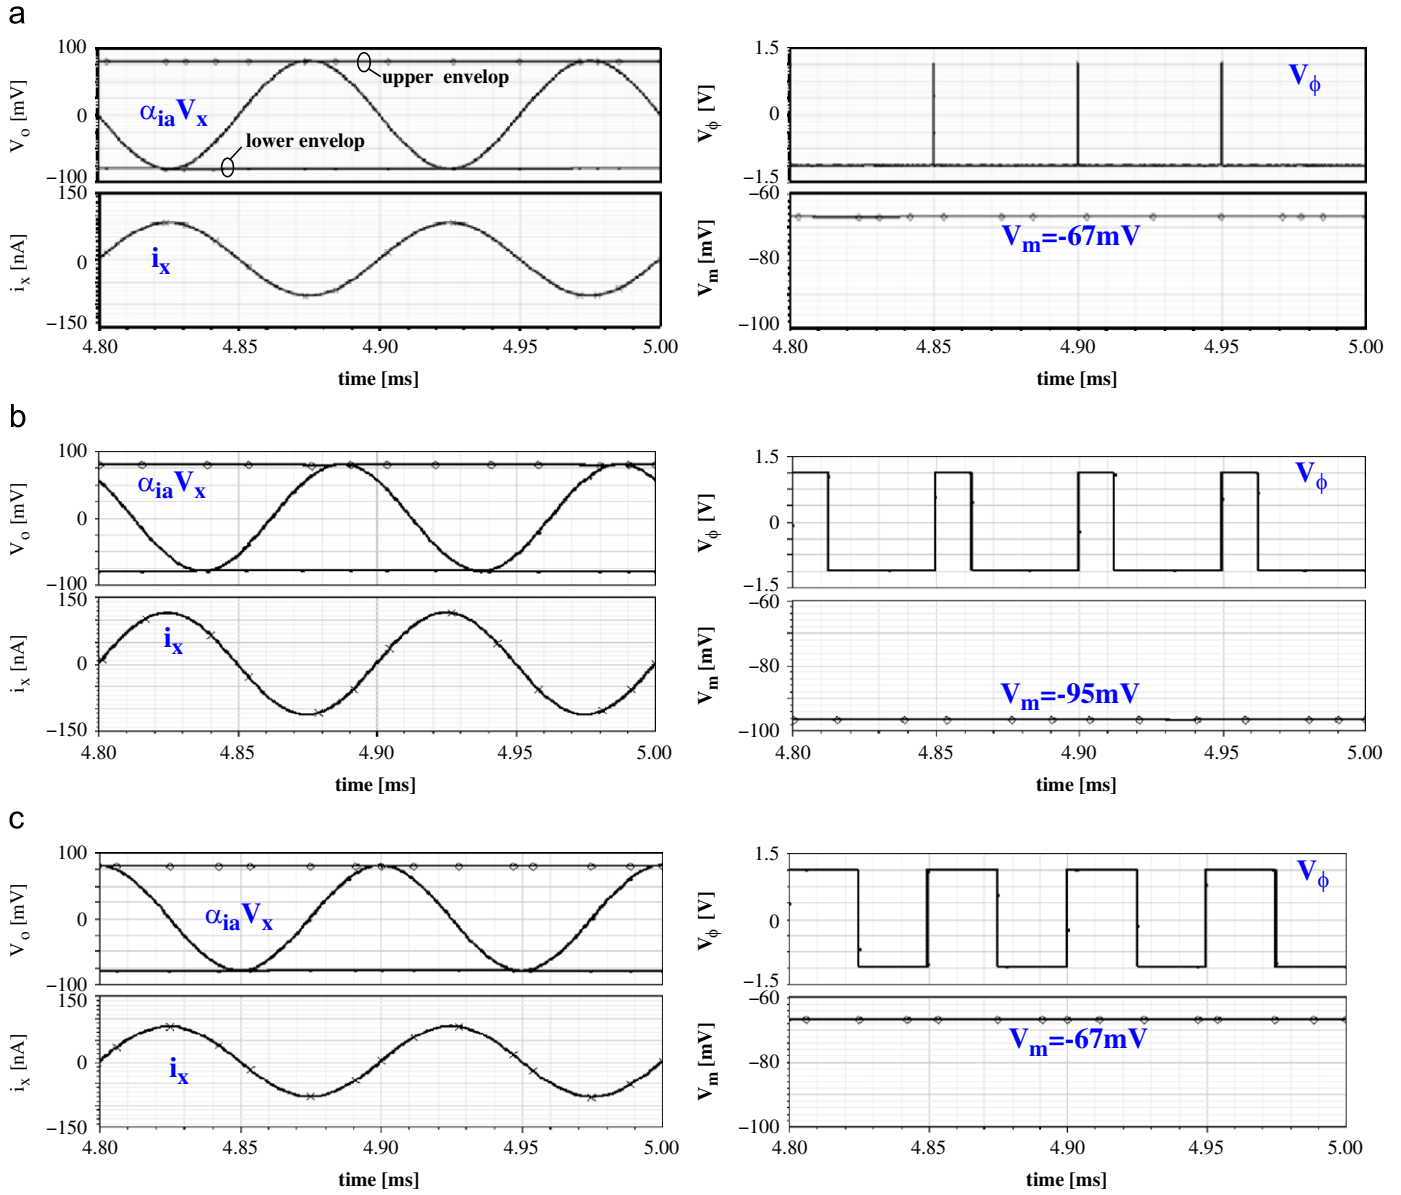 a
100
0
−100
V_o [mV]
α_ia V_x
upper envelop
lower envelop
150
0
−150
i_x [nA]
i_x
4.80 4.85 4.90 4.95 5.00
time [ms]
1.5
0
−1.5
V_ϕ [V]
V_ϕ
−60
−80
−100
V_m [mV]
V_m=-67mV
4.80 4.85 4.90 4.95 5.00
time [ms]
b
100
0
−100
V_o [mV]
α_ia V_x
150
0
−150
i_x [nA]
i_x
4.80 4.85 4.90 4.95 5.00
time [ms]
1.5
0
−1.5
V_ϕ [V]
V_ϕ
−60
−80
−100
V_m [mV]
V_m=-95mV
4.80 4.85 4.90 4.95 5.00
time [ms]
c
100
0
−100
V_o [mV]
α_ia V_x
150
0
−150
i_x [nA]
i_x
4.80 4.85 4.90 4.95 5.00
time [ms]
1.5
0
−1.5
V_ϕ [V]
V_ϕ
−60
−80
−100
V_m [mV]
V_m=-67mV
4.80 4.85 4.90 4.95 5.00
time [ms]